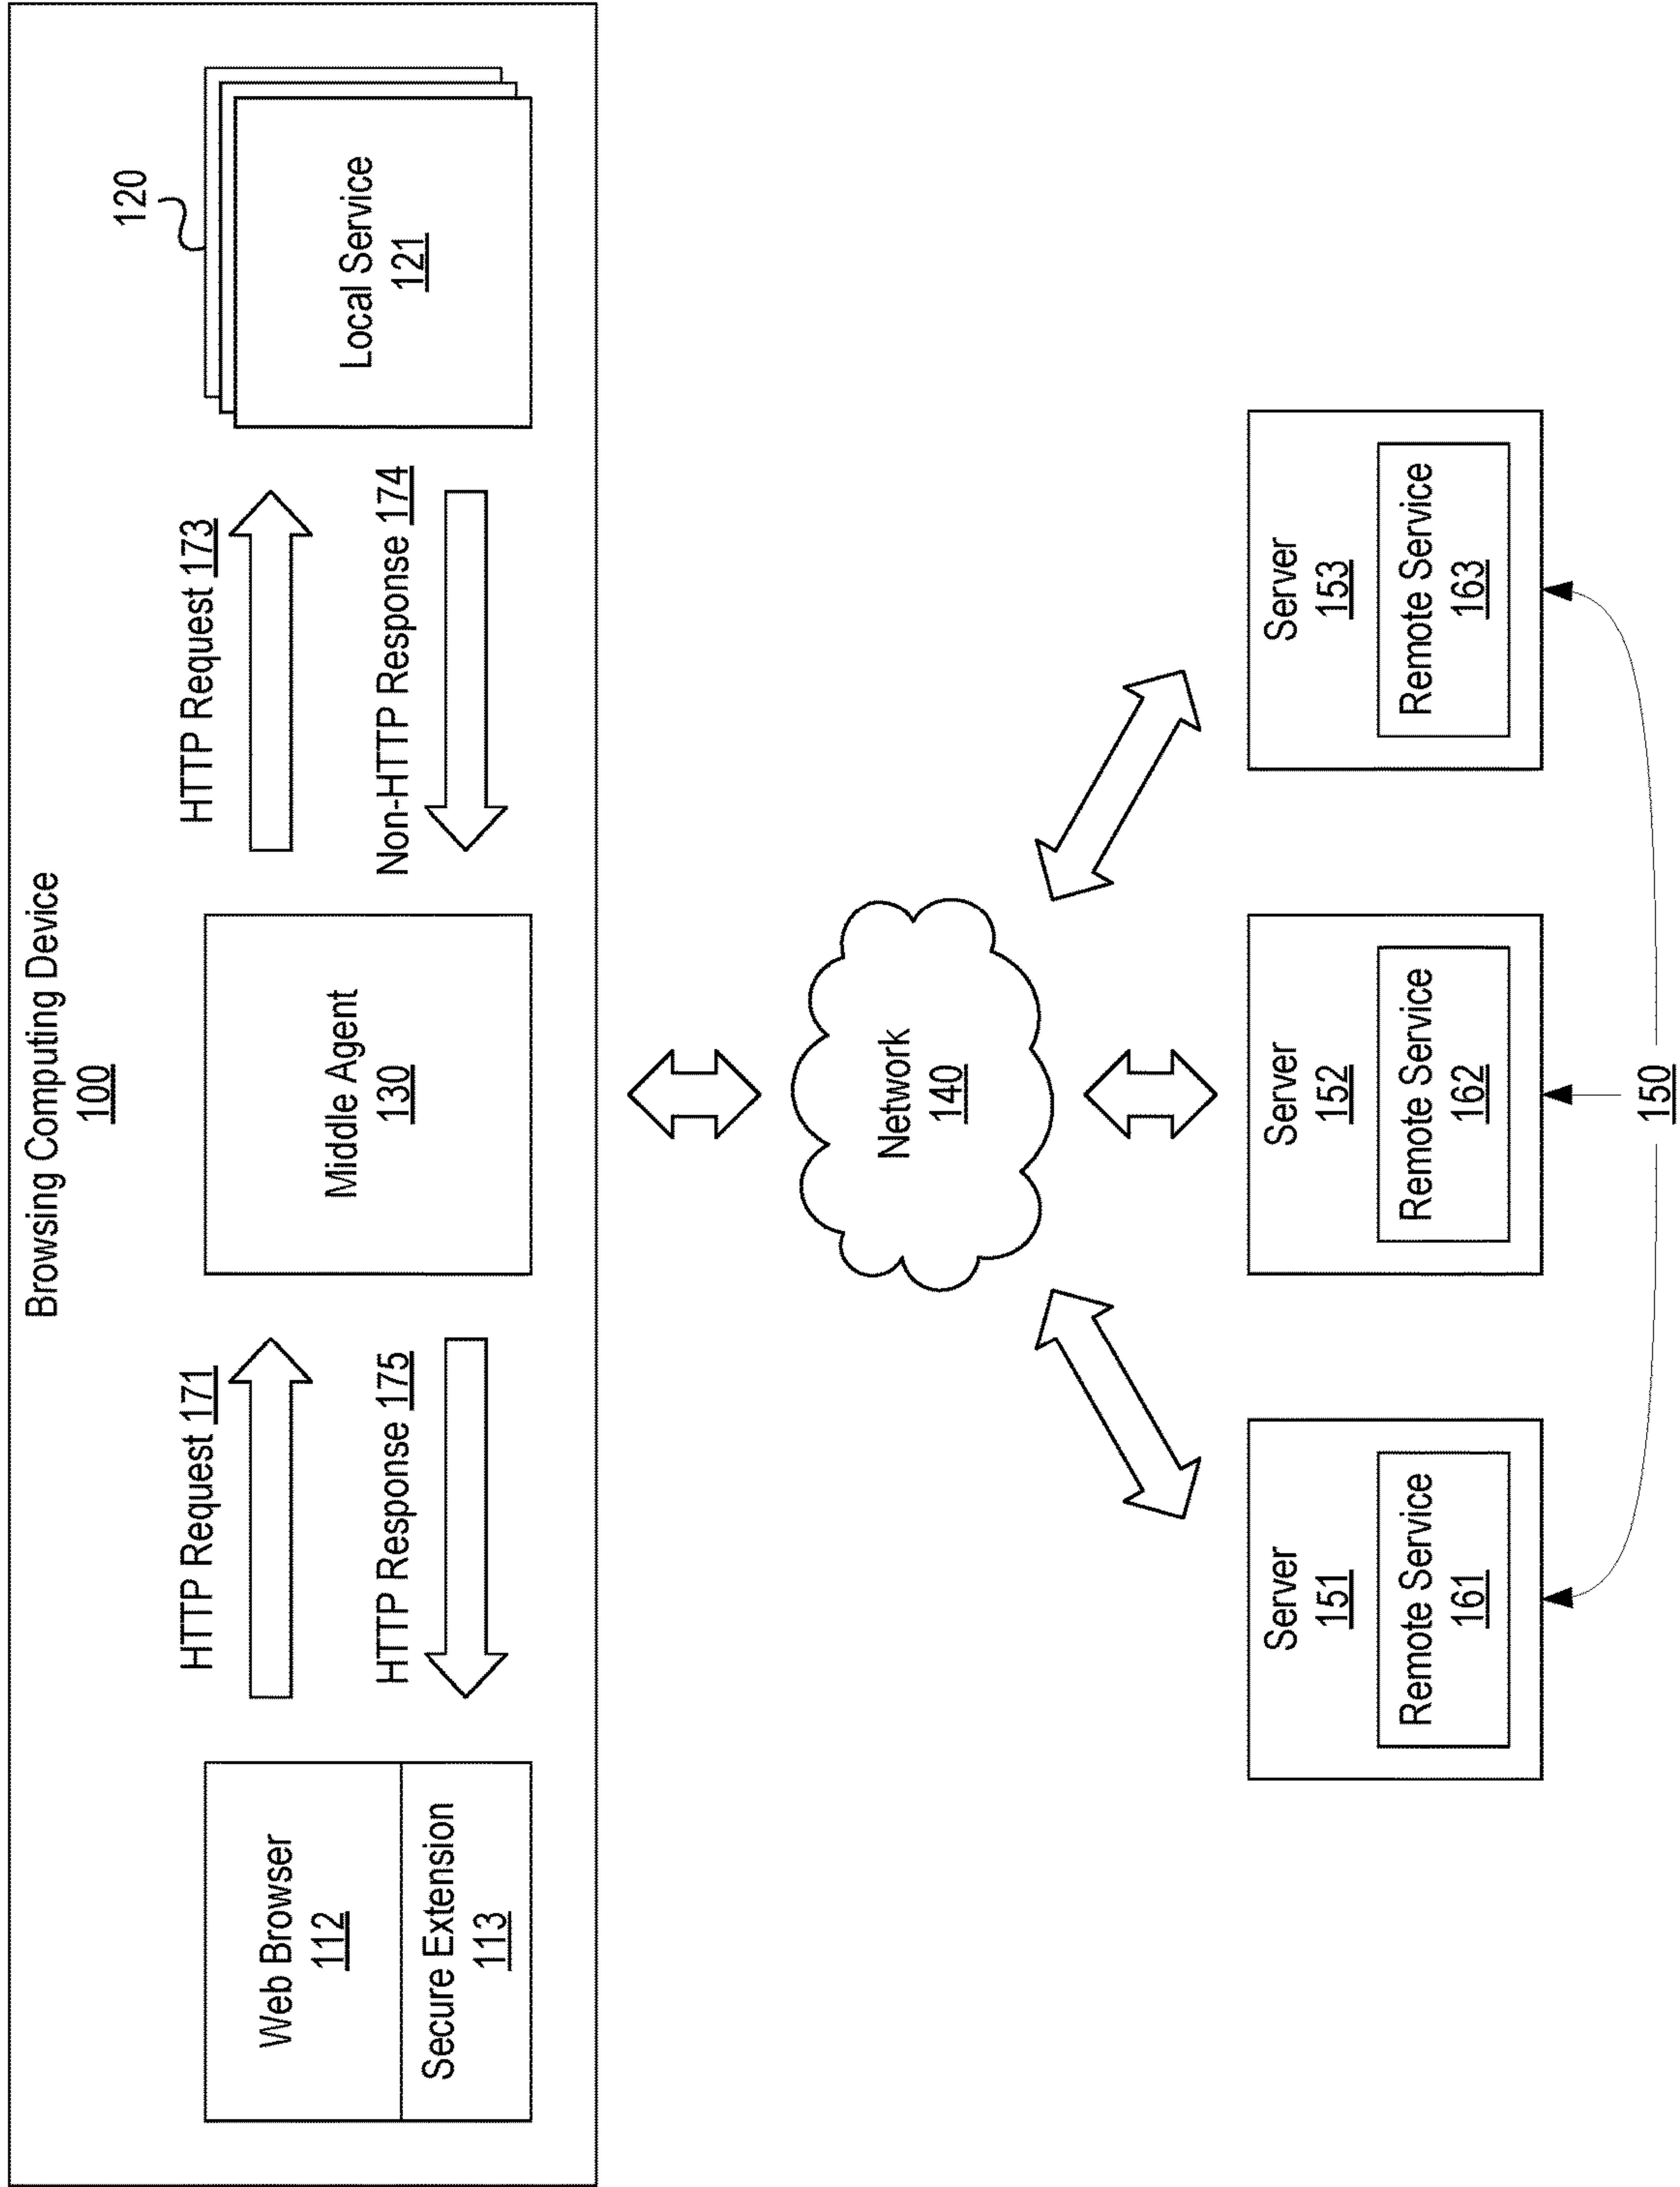 Browsing Computing Device
100
Web Browser
112
Secure Extension
113
HTTP Request 171
HTTP Response 175
Middle Agent
130
HTTP Request 173
Non-HTTP Response 174
120
Local Service
121
Network
140
Server
151
Remote Service
161
Server
152
Remote Service
162
Server
153
Remote Service
163
150